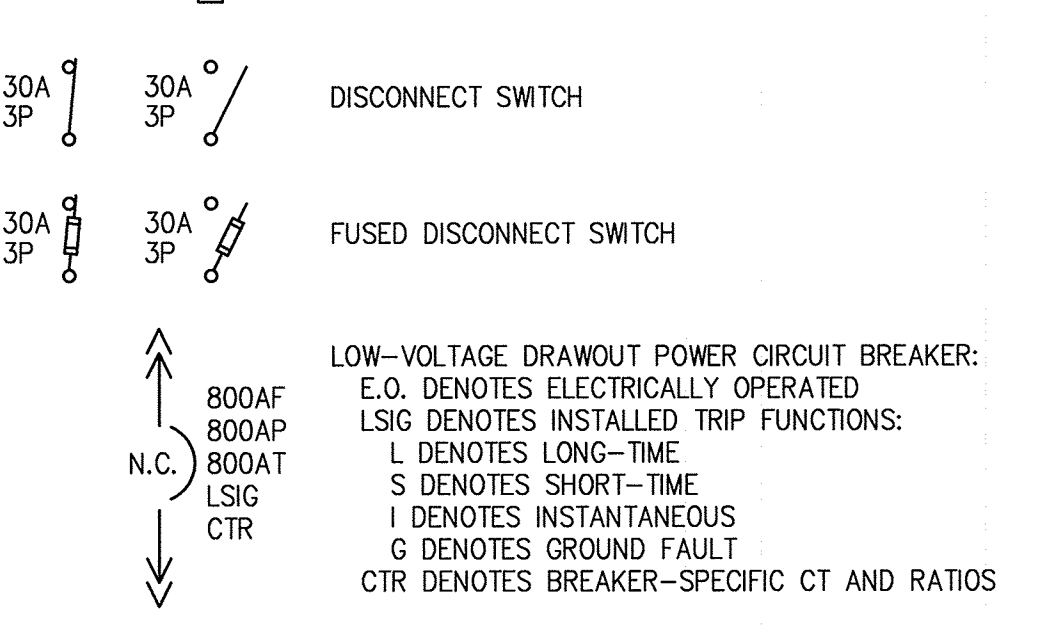 30A
3P
30A
3P
DISCONNECT SWITCH
30A
3P
30A
3P
FUSED DISCONNECT SWITCH
N.C.
800AF
800AP
800AT
LSIG
CTR
LOW-VOLTAGE DRAWOUT POWER CIRCUIT BREAKER:
E.O. DENOTES ELECTRICALLY OPERATED
LSIG DENOTES INSTALLED TRIP FUNCTIONS:
L DENOTES LONG-TIME
S DENOTES SHORT-TIME
I DENOTES INSTANTANEOUS
G DENOTES GROUND FAULT
CTR DENOTES BREAKER-SPECIFIC CT AND RATIOS